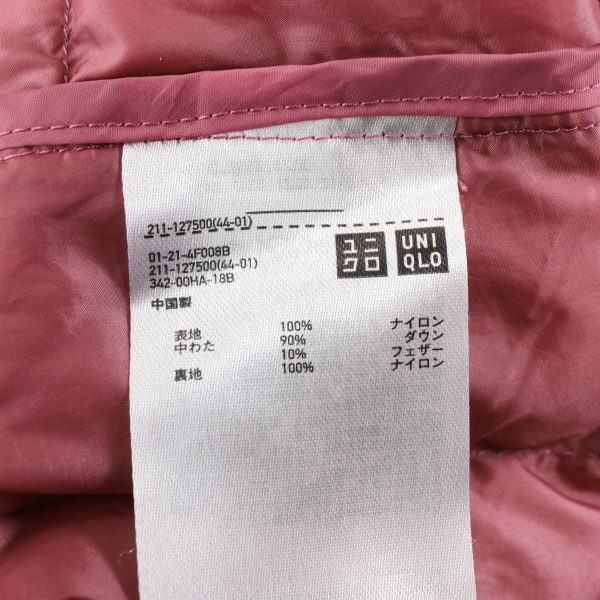 211-127500(44-01)
01-21-4F008B
211-127500(44-01)
342-00HA-18B
中国製
ユニ
クロ
UNI
QLO
表地 100% ナイロン
中わた 90% ダウン
10% フェザー
裏地 100% ナイロン